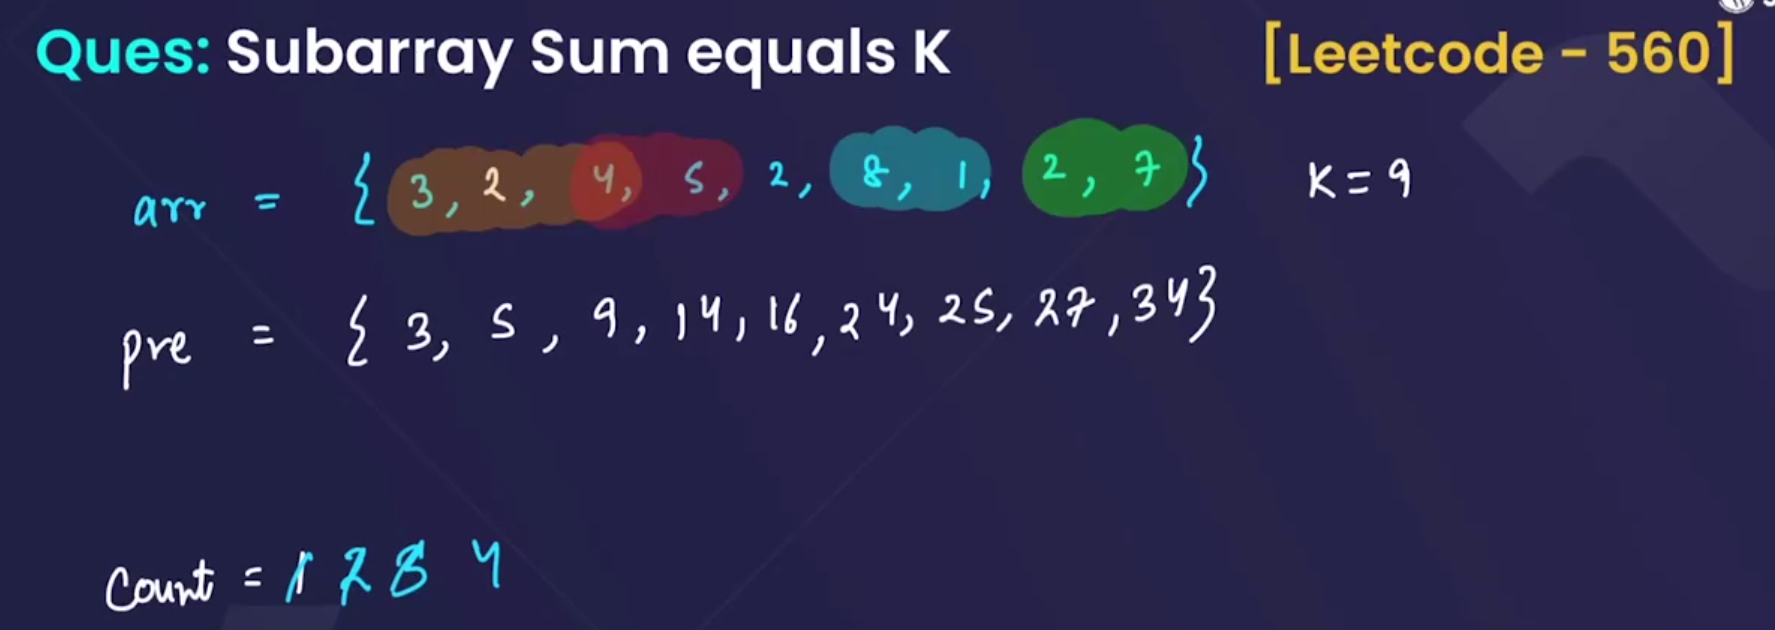 Ques: Subarray Sum equals K [Leetcode - 560]
arr = { 3, 2, 4, 5, 2, 8, 1, 2, 7 } K = 9
pre = { 3, 5, 9, 14, 16, 24, 25, 27, 34 }
Count = 1 2 3 4